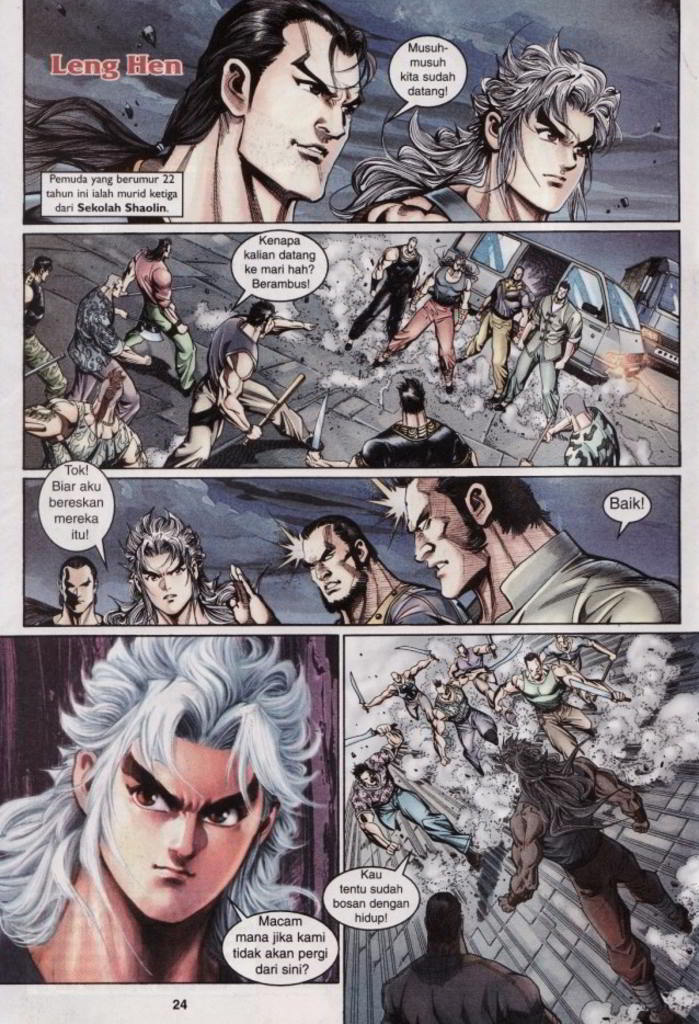 Leng Hen
Musuh-
musuh
kita sudah
datang!
Pemuda yang berumur 22
tahun ini ialah murid ketiga
dari Sekolah Shaolin.
Kenapa
kalian datang
ke mari hah?
Berambus!
Tok!
Biar aku
bereskan
mereka
itu!
Baik!
Macam
mana jika kami
tidak akan pergi
dari sini?
Kau
tentu sudah
bosan dengan
hidup!
24